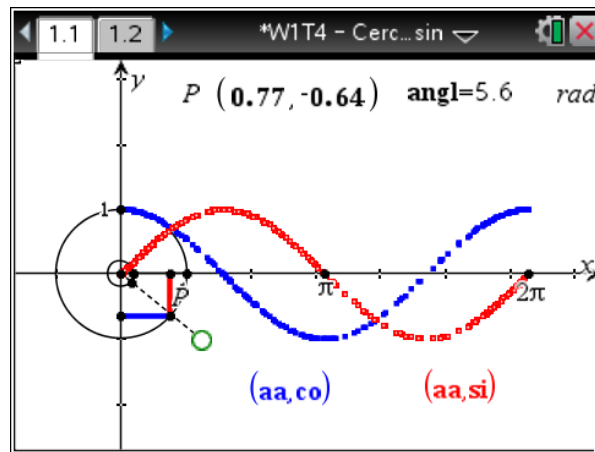 1.1 1.2 *W1T4 – Cerc...sin
y P (0.77,-0.64) angl=5.6 rad
1
x
P π 2π
(aa,co) (aa,si)